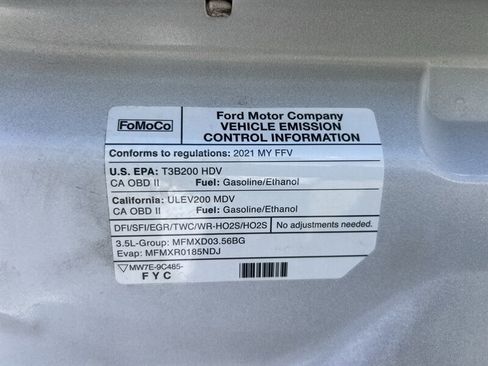 FoMoCo
Ford Motor Company
VEHICLE EMISSION
CONTROL INFORMATION
Conforms to regulations: 2021 MY FFV
U.S. EPA: T3B200 HDV
CA OBD II Fuel: Gasoline/Ethanol
California: ULEV200 MDV
CA OBD II Fuel: Gasoline/Ethanol
DFI/SFI/EGR/TWC/WR-HO2S/HO2S No adjustments needed.
3.5L-Group: MFMXD03.56BG
Evap: MFMXR0185NDJ
MW7E-9C485-
F Y C